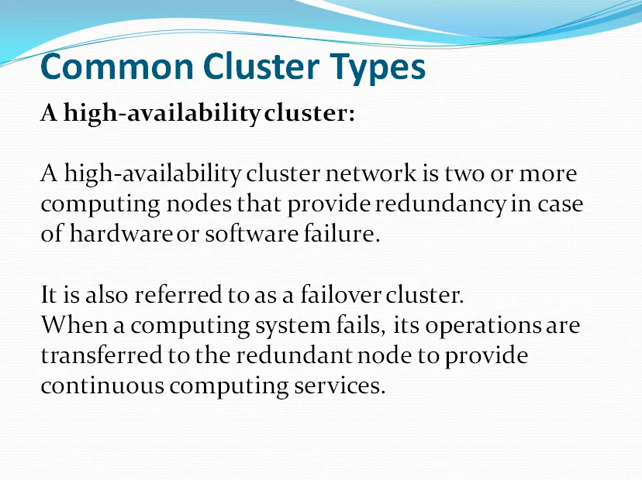 Common Cluster Types
A high-availability cluster:
A high-availability cluster network is two or more
computing nodes that provide redundancy in case
of hardware or software failure.
It is also referred to as a failover cluster.
When a computing system fails, its operations are
transferred to the redundant node to provide
continuous computing services.